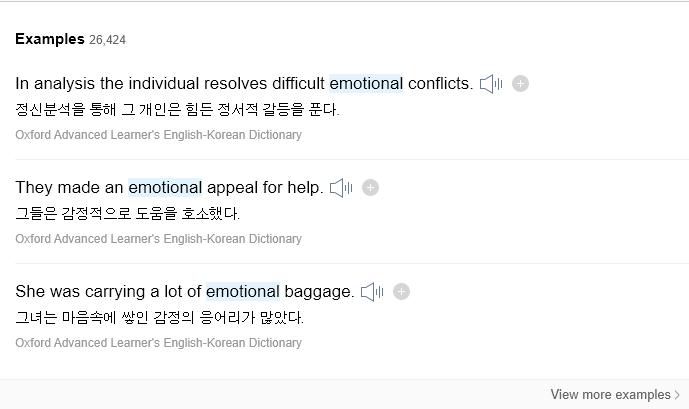 Examples 26,424
In analysis the individual resolves difficult emotional conflicts.
정신분석을 통해 그 개인은 힘든 정서적 갈등을 푼다.
Oxford Advanced Learner's English-Korean Dictionary
They made an emotional appeal for help.
그들은 감정적으로 도움을 호소했다.
Oxford Advanced Learner's English-Korean Dictionary
She was carrying a lot of emotional baggage.
그녀는 마음속에 쌓인 감정의 응어리가 많았다.
Oxford Advanced Learner's English-Korean Dictionary
View more examples